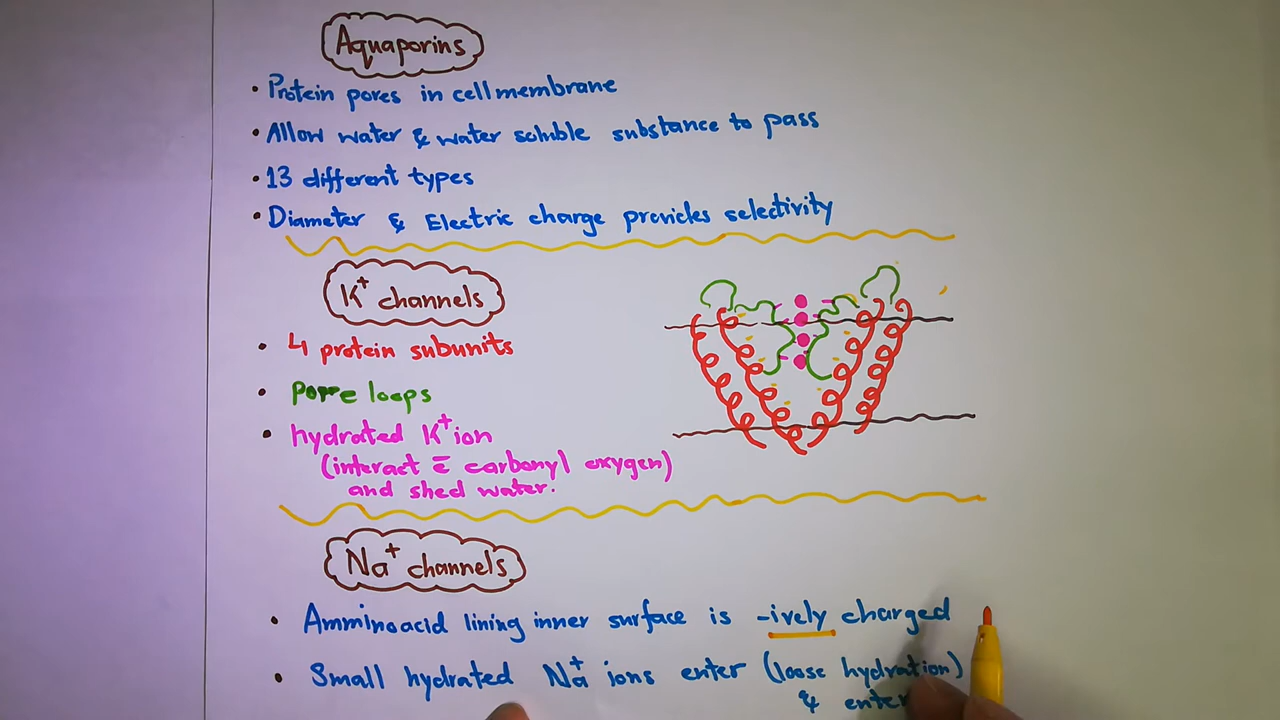 Aquaporins
• Protein pores in cell membrane
• Allow water & water soluble substance to pass
• 13 different types
• Diameter & Electric charge provides selectivity
K⁺ channels
• 4 protein subunits
• Pore loops
• hydrated K⁺ ion
(interact c̄ carbonyl oxygen)
and shed water.
Na⁺ channels
• Amminoacid lining inner surface is -ively charged
• Small hydrated Na⁺ ions enter (loose hydration)
& enter